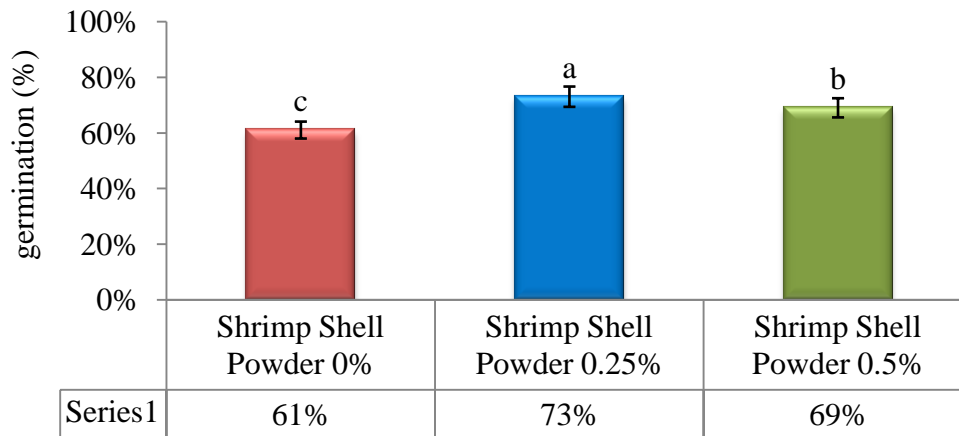 100%
80%
60%
40%
20%
0%
germination (%)
c
a
b
Shrimp Shell
Powder 0%
Shrimp Shell
Powder 0.25%
Shrimp Shell
Powder 0.5%
Series1 61% 73% 69%